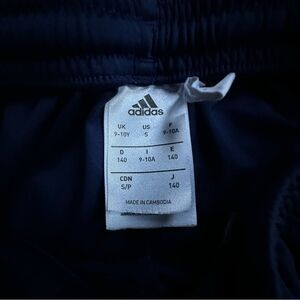 adidas
UK US F
9-10Y S 9-10A
D I E
140 9-10A 140
CDN J
S/P 140
MADE IN CAMBODIA